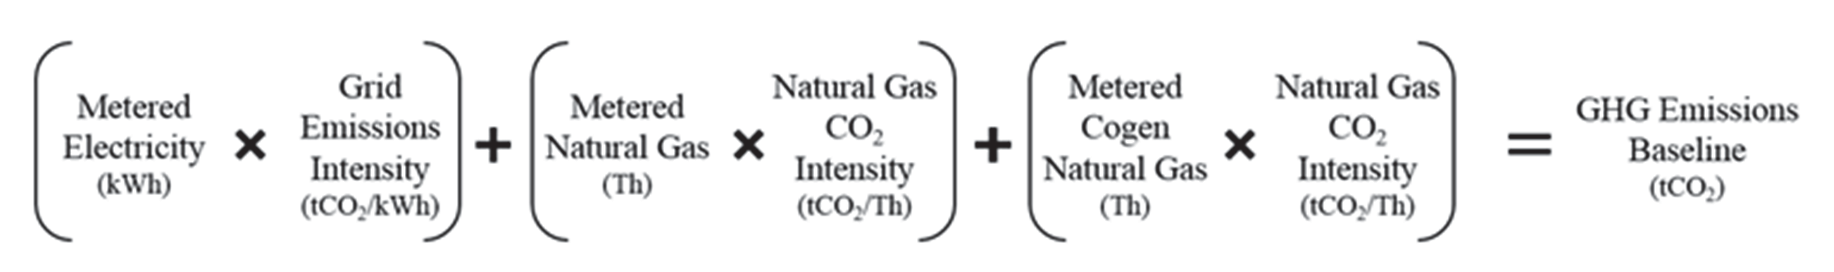 Metered
Electricity
(kWh)
×
Grid
Emissions
Intensity
(tCO₂/kWh)
+
Metered
Natural Gas
(Th)
×
Natural Gas
CO₂
Intensity
(tCO₂/Th)
+
Metered
Cogen
Natural Gas
(Th)
×
Natural Gas
CO₂
Intensity
(tCO₂/Th)
=
GHG Emissions
Baseline
(tCO₂)